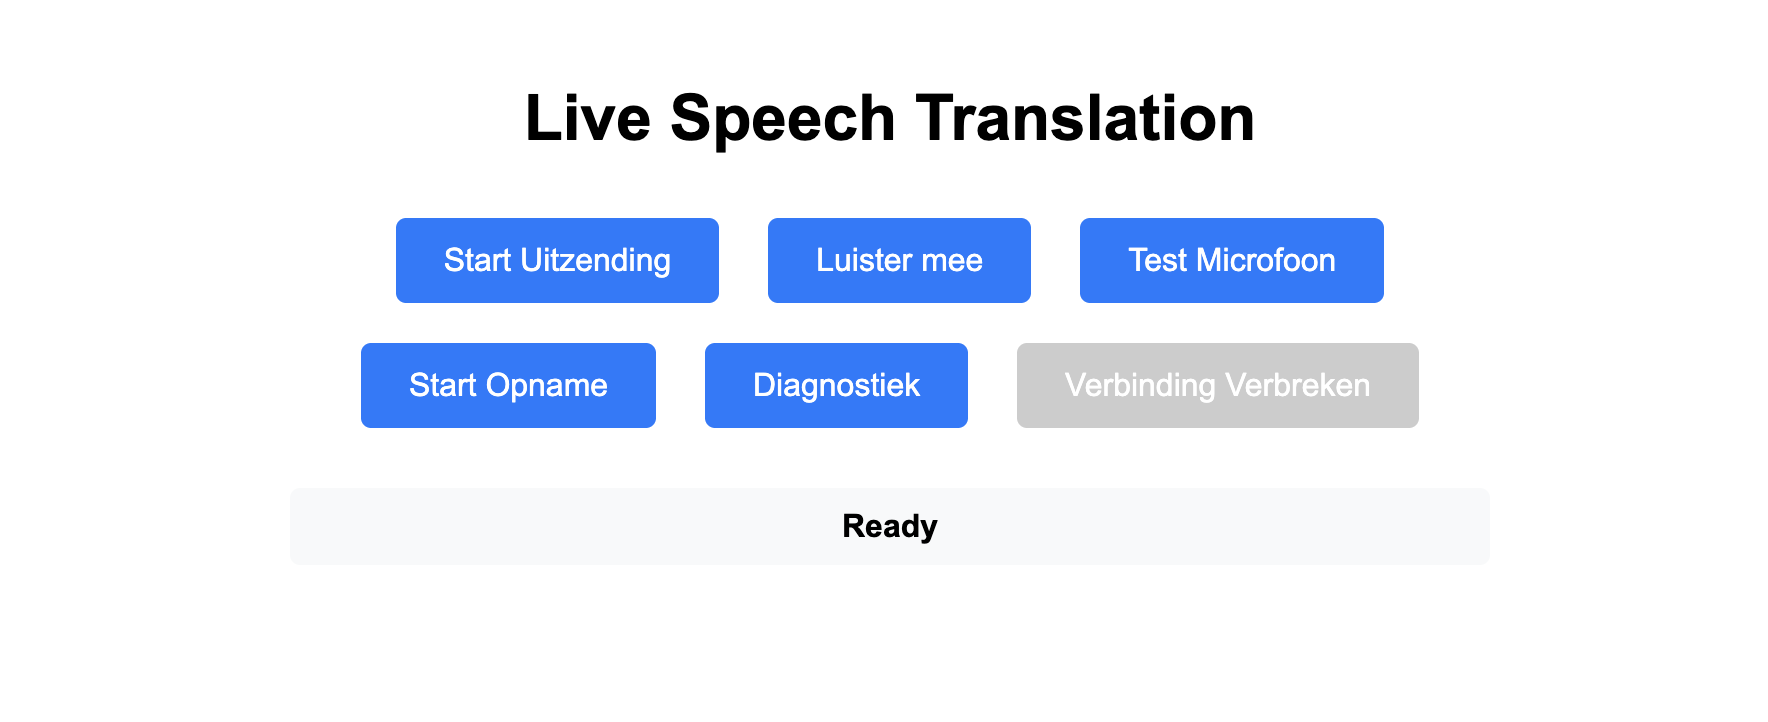 Live Speech Translation
Start Uitzending Luister mee Test Microfoon
Start Opname Diagnostiek Verbinding Verbreken
Ready